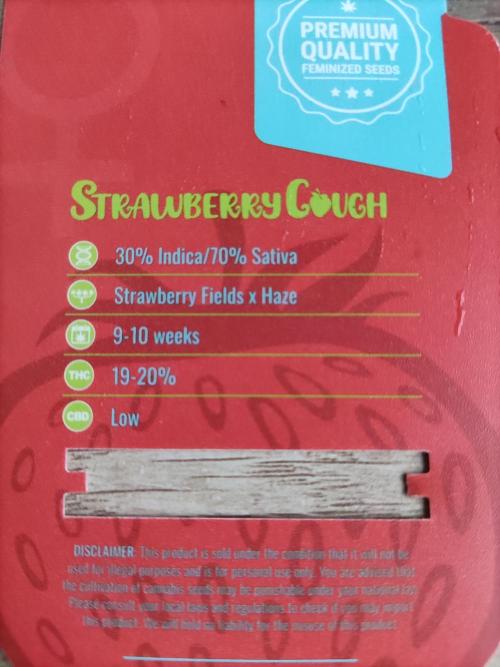 PREMIUM
QUALITY
FEMINIZED SEEDS
STRAWBERRY COUGH
30% Indica/70% Sativa
Strawberry Fields x Haze
9-10 weeks
THC 19-20%
CBD Low
DISCLAIMER: This product is sold under the condition that it will not be
used for illegal purposes and is for personal use only. You are advised that
the cultivation of cannabis seeds may be punishable under your national law.
Please consult your local laws and regulations to check if you may import
this product. We will hold no liability for the misuse of this product.